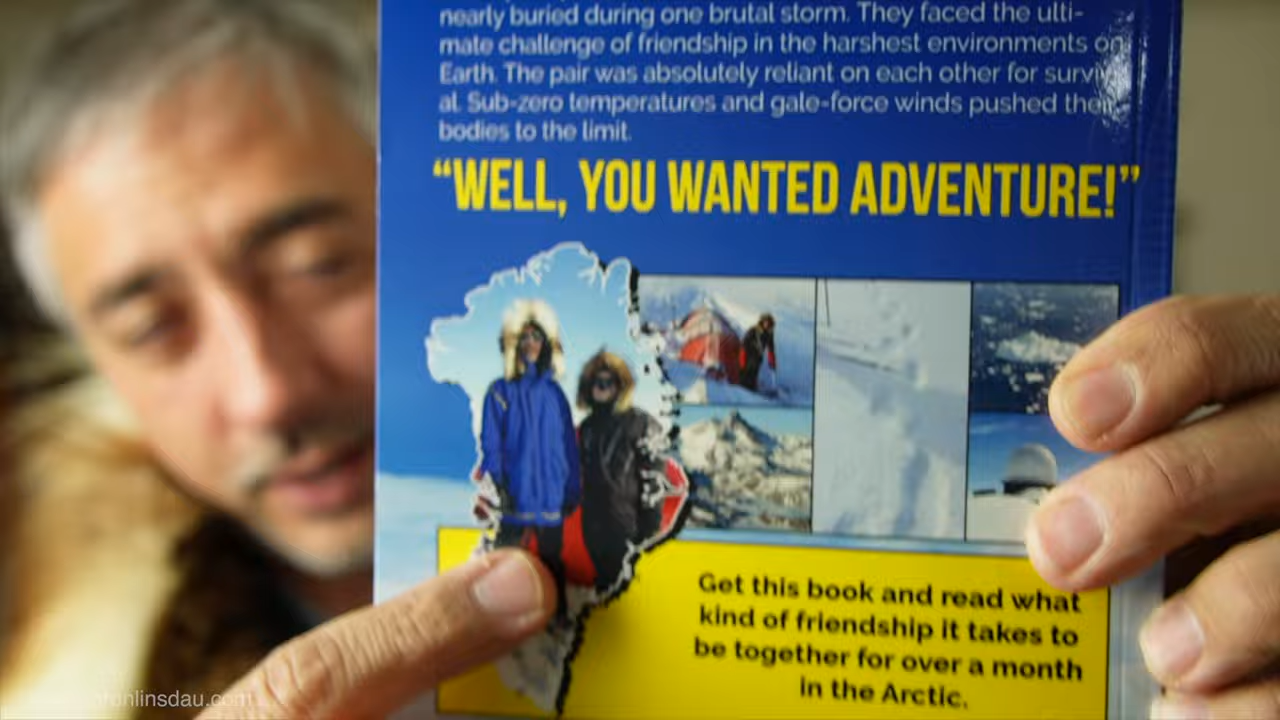 nearly buried during one brutal storm. They faced the ulti-
mate challenge of friendship in the harshest environments on
Earth. The pair was absolutely reliant on each other for surviv-
al. Sub-zero temperatures and gale-force winds pushed their
bodies to the limit.
“WELL, YOU WANTED ADVENTURE!”
Get this book and read what
kind of friendship it takes to
be together for over a month
in the Arctic.